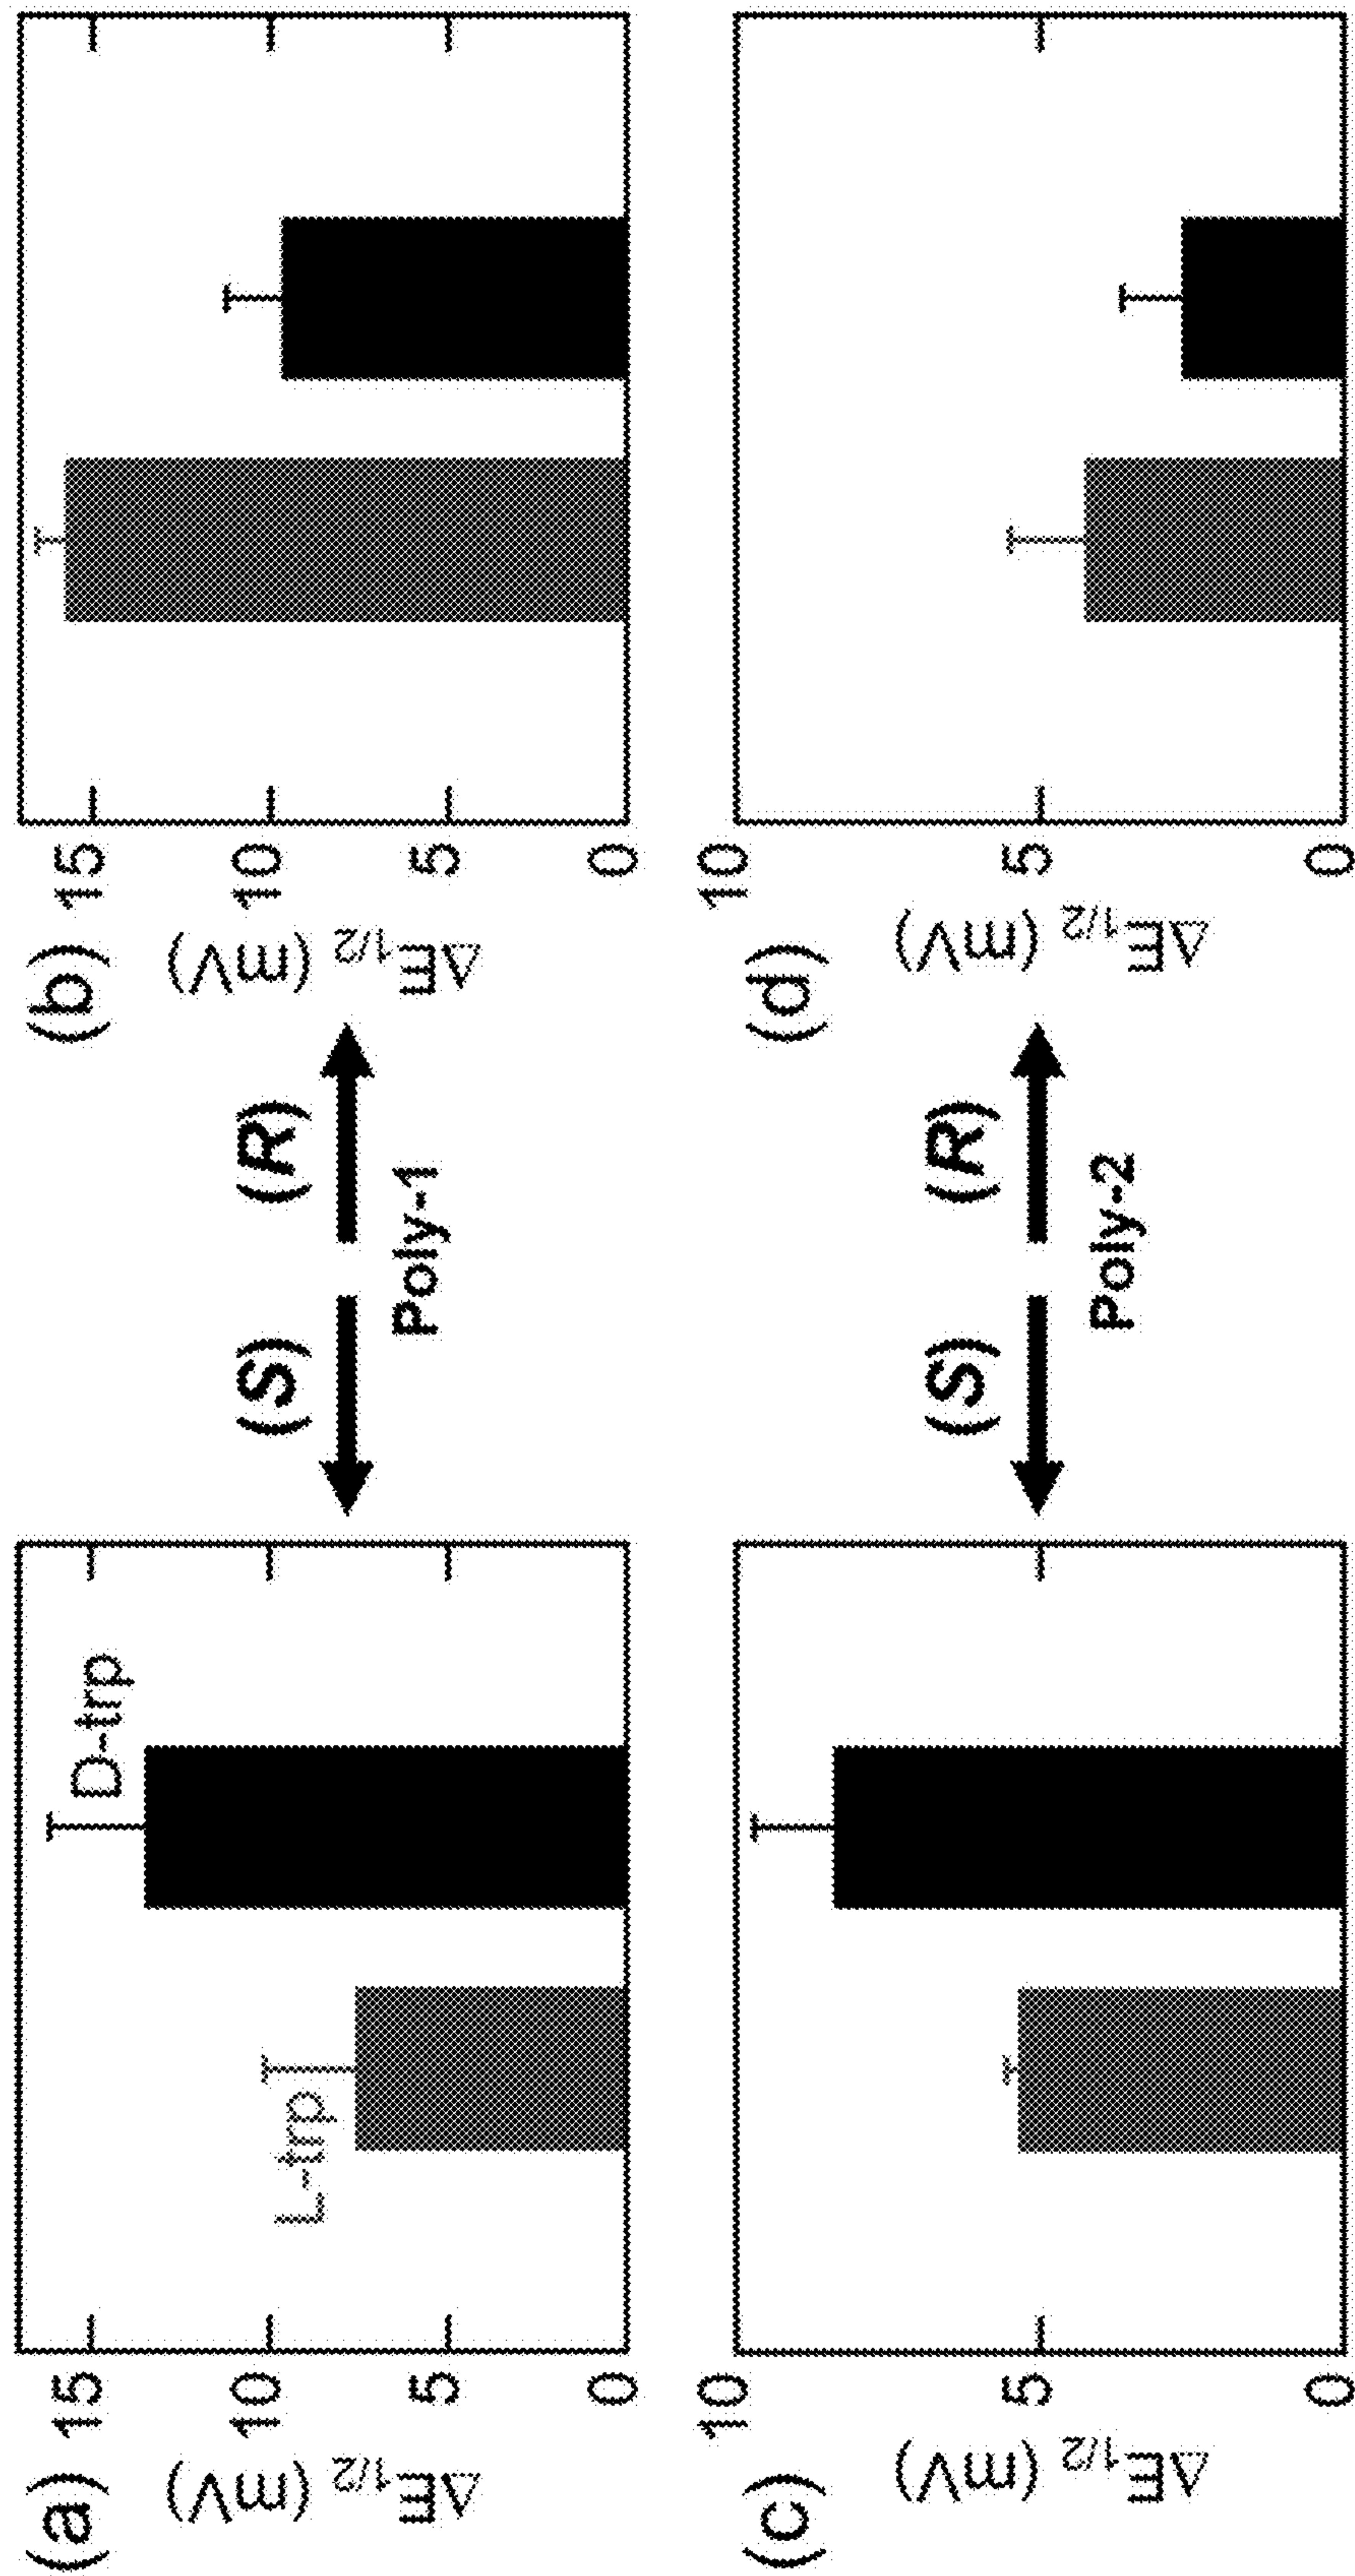 (a)
ΔE1/2 (mV)
15
10
5
0
L-trp
D-trp
(S)
(R)
Poly-1
(b)
ΔE1/2 (mV)
15
10
5
0
(c)
ΔE1/2 (mV)
10
5
0
(S)
(R)
Poly-2
(d)
ΔE1/2 (mV)
10
5
0